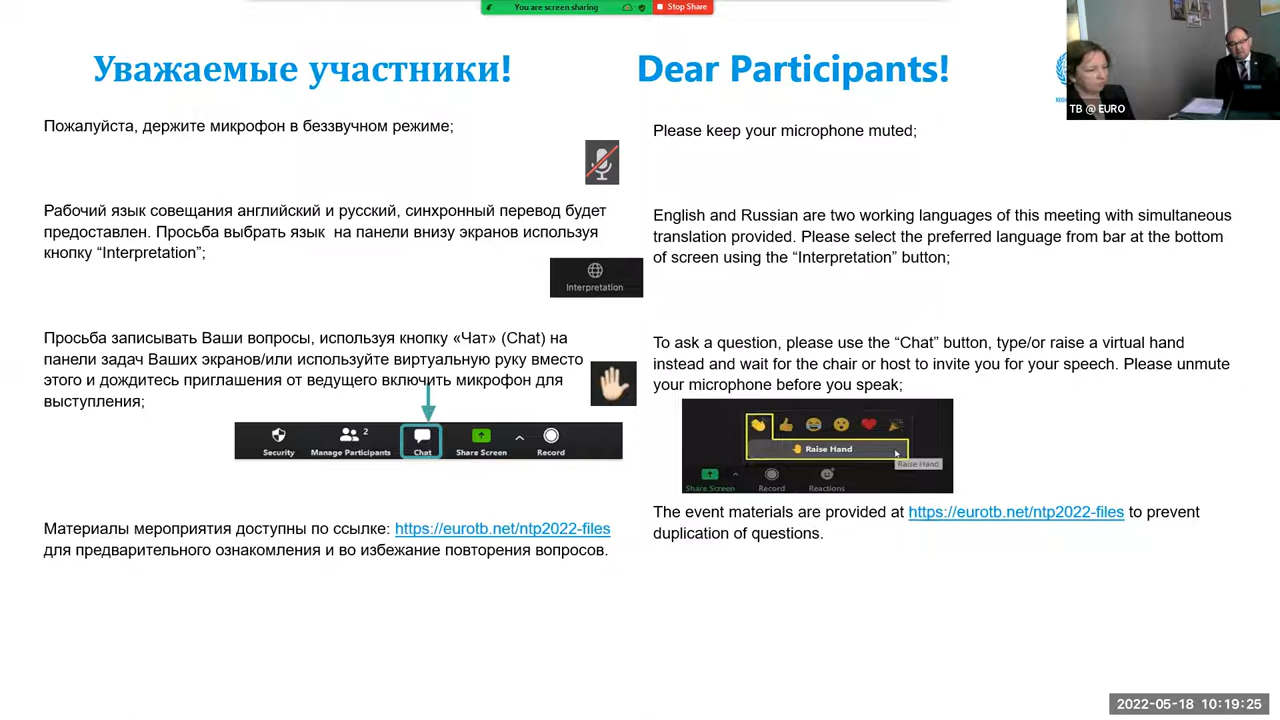 You are screen sharing
Stop Share
Уважаемые участники!
Пожалуйста, держите микрофон в беззвучном режиме;
Рабочий язык совещания английский и русский, синхронный перевод будет
предоставлен. Просьба выбрать язык на панели внизу экранов используя
кнопку “Interpretation”;
Interpretation
Просьба записывать Ваши вопросы, используя кнопку «Чат» (Chat) на
панели задач Ваших экранов/или используйте виртуальную руку вместо
этого и дождитесь приглашения от ведущего включить микрофон для
выступления;
2
Security Manage Participants Chat Share Screen Record
Материалы мероприятия доступны по ссылке: https://eurotb.net/ntp2022-files
для предварительного ознакомления и во избежание повторения вопросов.
Dear Participants!
TB @ EURO
Please keep your microphone muted;
English and Russian are two working languages of this meeting with simultaneous
translation provided. Please select the preferred language from bar at the bottom
of screen using the “Interpretation” button;
To ask a question, please use the “Chat” button, type/or raise a virtual hand
instead and wait for the chair or host to invite you for your speech. Please unmute
your microphone before you speak;
Raise Hand
Raise Hand
Share Screen Record Reactions
The event materials are provided at https://eurotb.net/ntp2022-files to prevent
duplication of questions.
2022-05-18 10:19:25